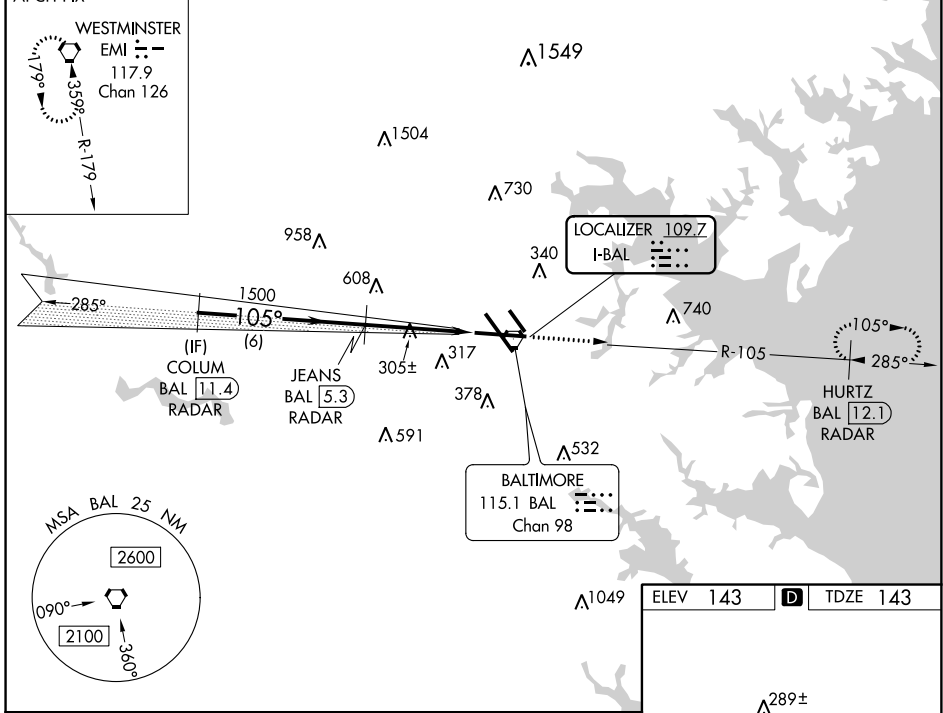 WESTMINSTER
EMI
117.9
Chan 126
179°
359°
R-179
1549
1504
730
958
608
340
LOCALIZER 109.7
I-BAL
740
285°
1500
105°
(6)
(IF)
COLUM
BAL 11.4
RADAR
JEANS
BAL 5.3
RADAR
305±
317
378
591
532
R-105
105°
285°
HURTZ
BAL 12.1
RADAR
BALTIMORE
115.1 BAL
Chan 98
MSA BAL 25 NM
2600
090°
2100
360°
1049
ELEV 143 D TDZE 143
289±